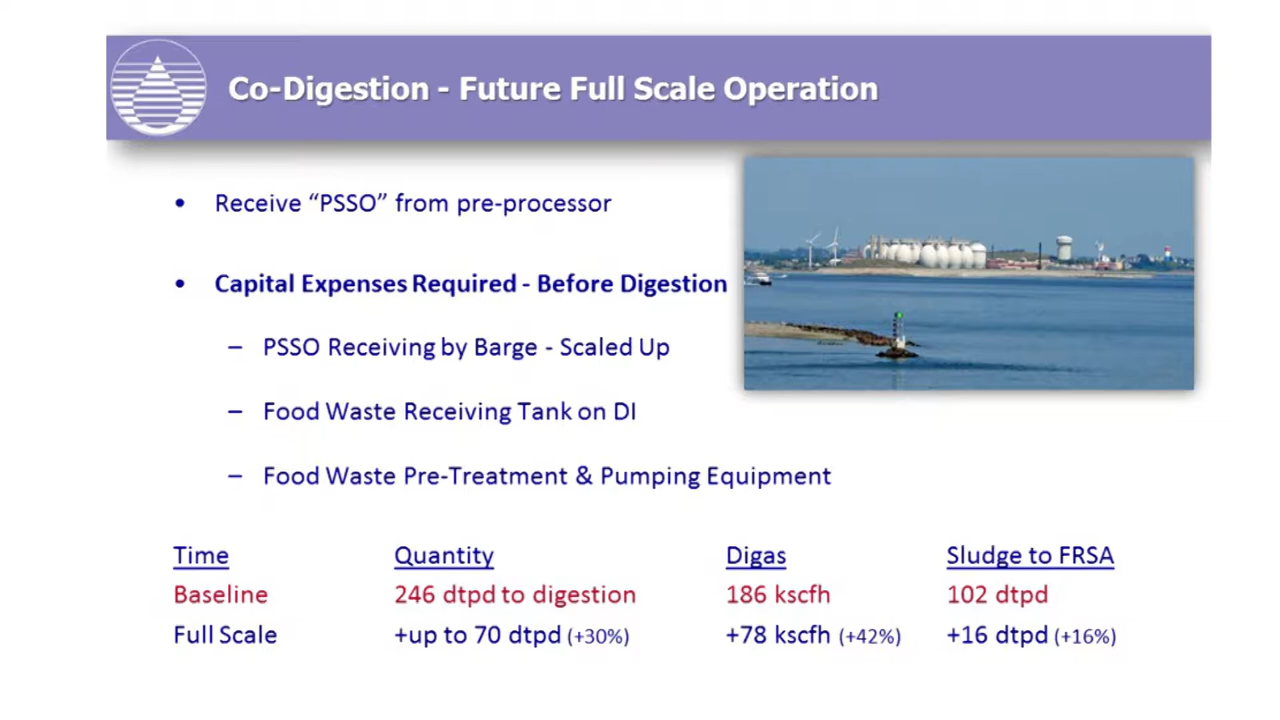 Co-Digestion - Future Full Scale Operation
• Receive “PSSO” from pre-processor
• Capital Expenses Required - Before Digestion
– PSSO Receiving by Barge - Scaled Up
– Food Waste Receiving Tank on DI
– Food Waste Pre-Treatment & Pumping Equipment
Time Quantity Digas Sludge to FRSA
Baseline 246 dtpd to digestion 186 kscfh 102 dtpd
Full Scale +up to 70 dtpd (+30%) +78 kscfh (+42%) +16 dtpd (+16%)